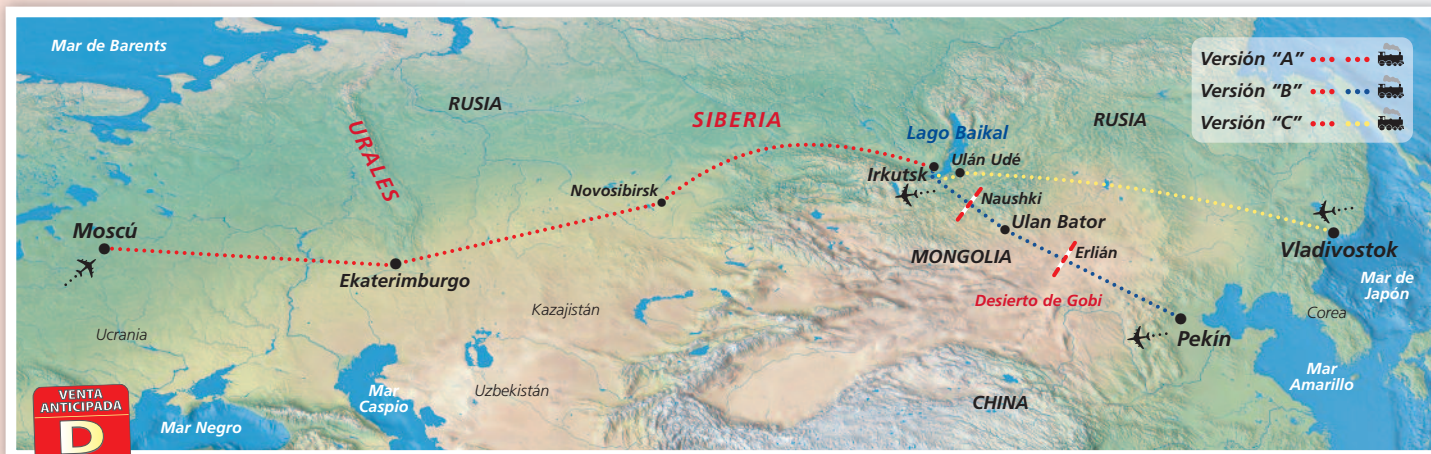 Mar de Barents
Versión "A"
Versión "B"
Versión "C"
RUSIA
URALES
SIBERIA
RUSIA
Lago Baikal
Ulán Udé
Irkutsk
Novosibirsk
Naushki
Ulan Bator
Moscú
Vladivostok
Ekaterimburgo
MONGOLIA
Erlián
Mar de
Japón
Desierto de Gobi
Kazajistán
Corea
Ucrania
Pekín
Mar
Amarillo
Mar
Caspio
Uzbekistán
CHINA
VENTA
ANTICIPADA
D
Mar Negro